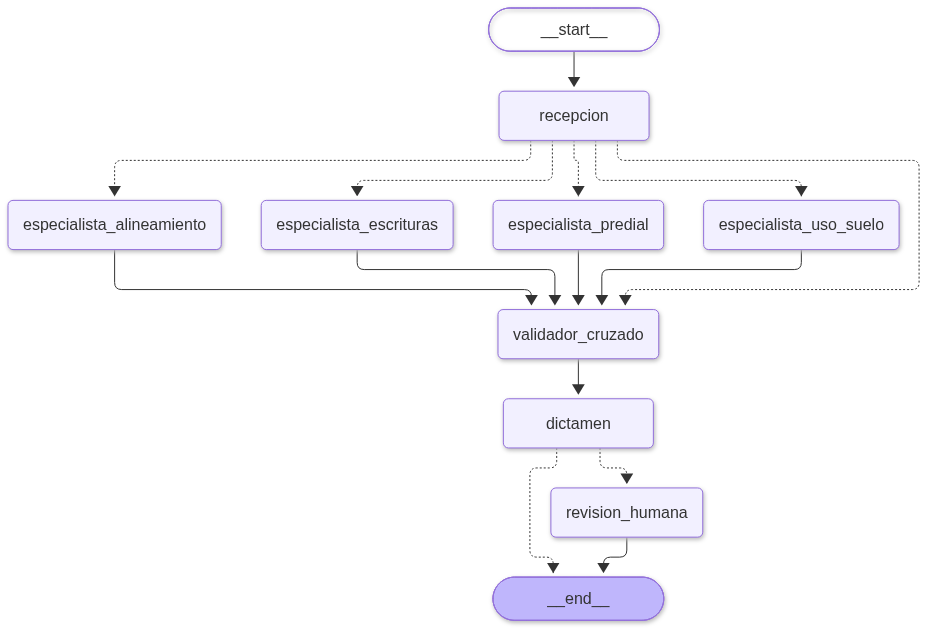 __start__
recepcion
especialista_alineamiento
especialista_escrituras
especialista_predial
especialista_uso_suelo
validador_cruzado
dictamen
revision_humana
__end__